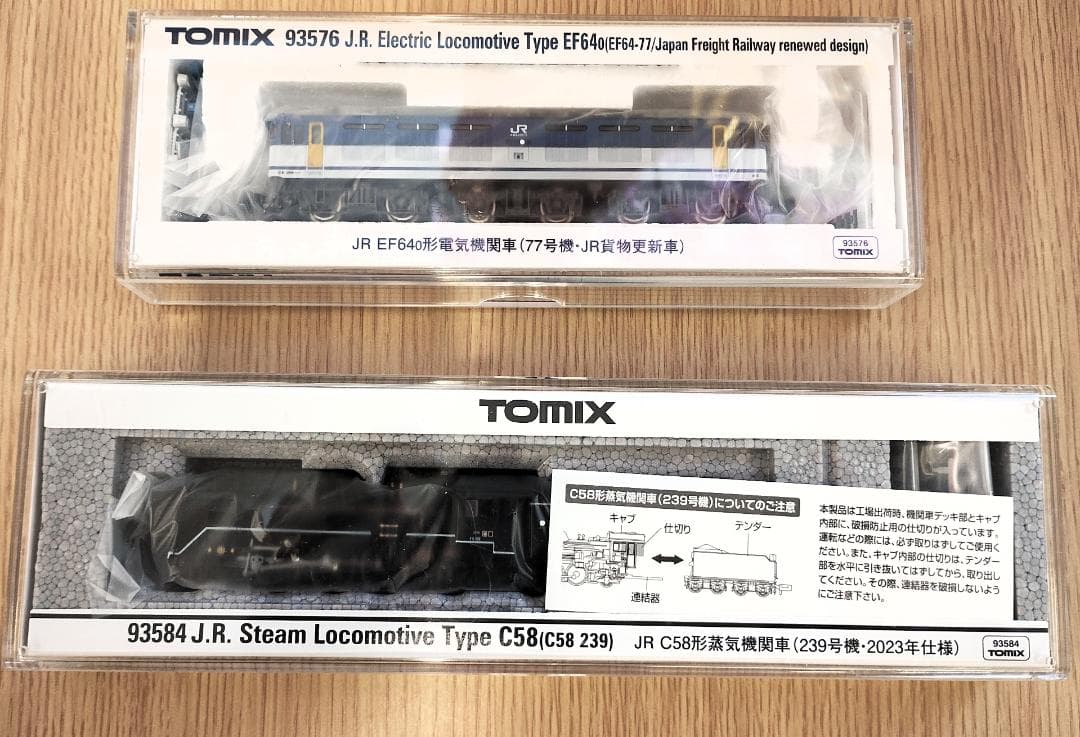 TOMIX 93576 J.R. Electric Locomotive Type EF640(EF64-77/Japan Freight Railway renewed design)
JR
JR EF640形電気機関車(77号機・JR貨物更新車)
93576
TOMIX
TOMIX
C58形蒸気機関車(239号機)についてのご注意
キャブ
仕切り
テンダー
連結器
本製品は工場出荷時、機関車デッキ部とキャブ
内部に、破損防止用の仕切りが入っています。
運転などの際には、必ず取りはずしてご使用く
ださい。また、キャブ内部の仕切りは、テンダー
部を水平に引き抜いてはずしてから、取り出し
てください。その際、連結器を破損しないよう
にご注意下さい。
93584 J.R. Steam Locomotive Type C58(C58 239) JR C58形蒸気機関車(239号機・2023年仕様)
93584
TOMIX